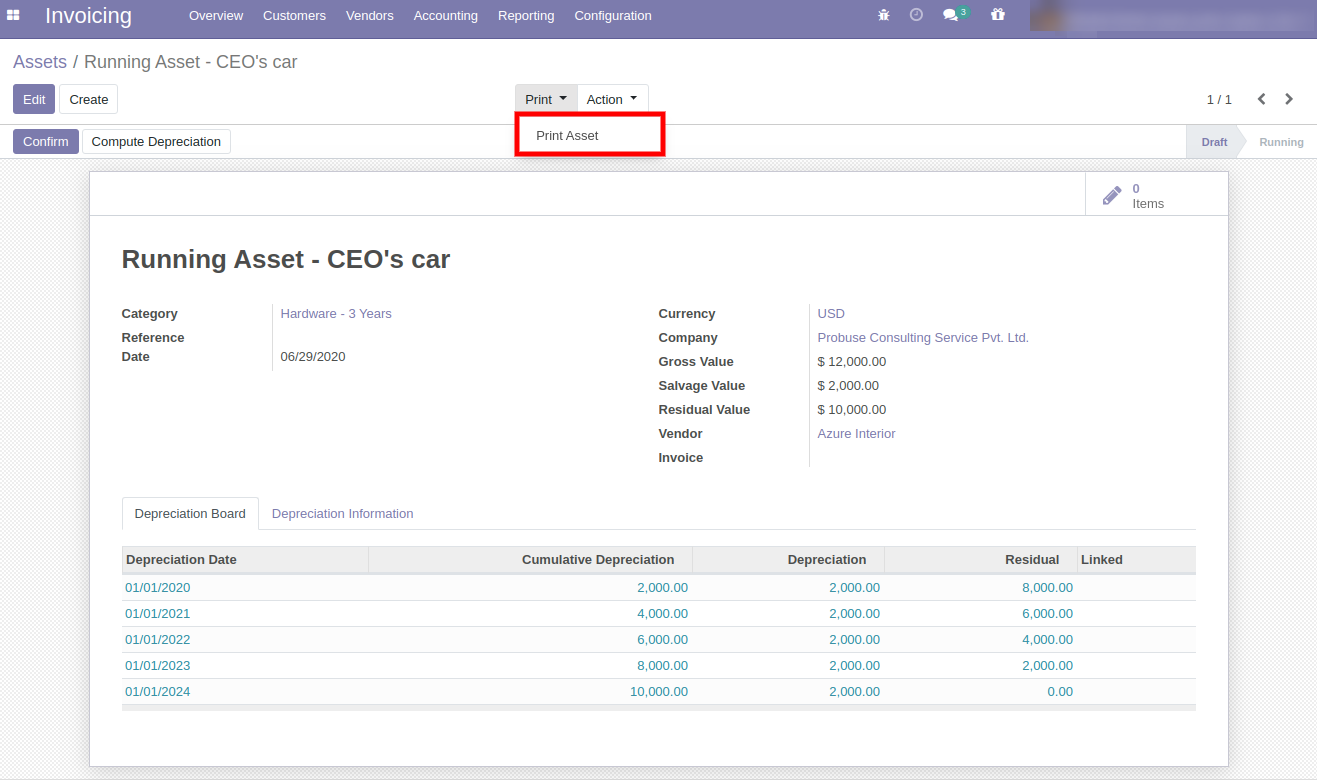 Invoicing Overview Customers Vendors Accounting Reporting Configuration 3
Assets / Running Asset - CEO's car
Edit Create Print Action 1 / 1
Print Asset
Confirm Compute Depreciation Draft Running
0
Items
Running Asset - CEO's car
Category Hardware - 3 Years
Reference
Date 06/29/2020
Currency USD
Company Probuse Consulting Service Pvt. Ltd.
Gross Value $ 12,000.00
Salvage Value $ 2,000.00
Residual Value $ 10,000.00
Vendor Azure Interior
Invoice
Depreciation Board Depreciation Information
Depreciation Date Cumulative Depreciation Depreciation Residual Linked
01/01/2020 2,000.00 2,000.00 8,000.00
01/01/2021 4,000.00 2,000.00 6,000.00
01/01/2022 6,000.00 2,000.00 4,000.00
01/01/2023 8,000.00 2,000.00 2,000.00
01/01/2024 10,000.00 2,000.00 0.00